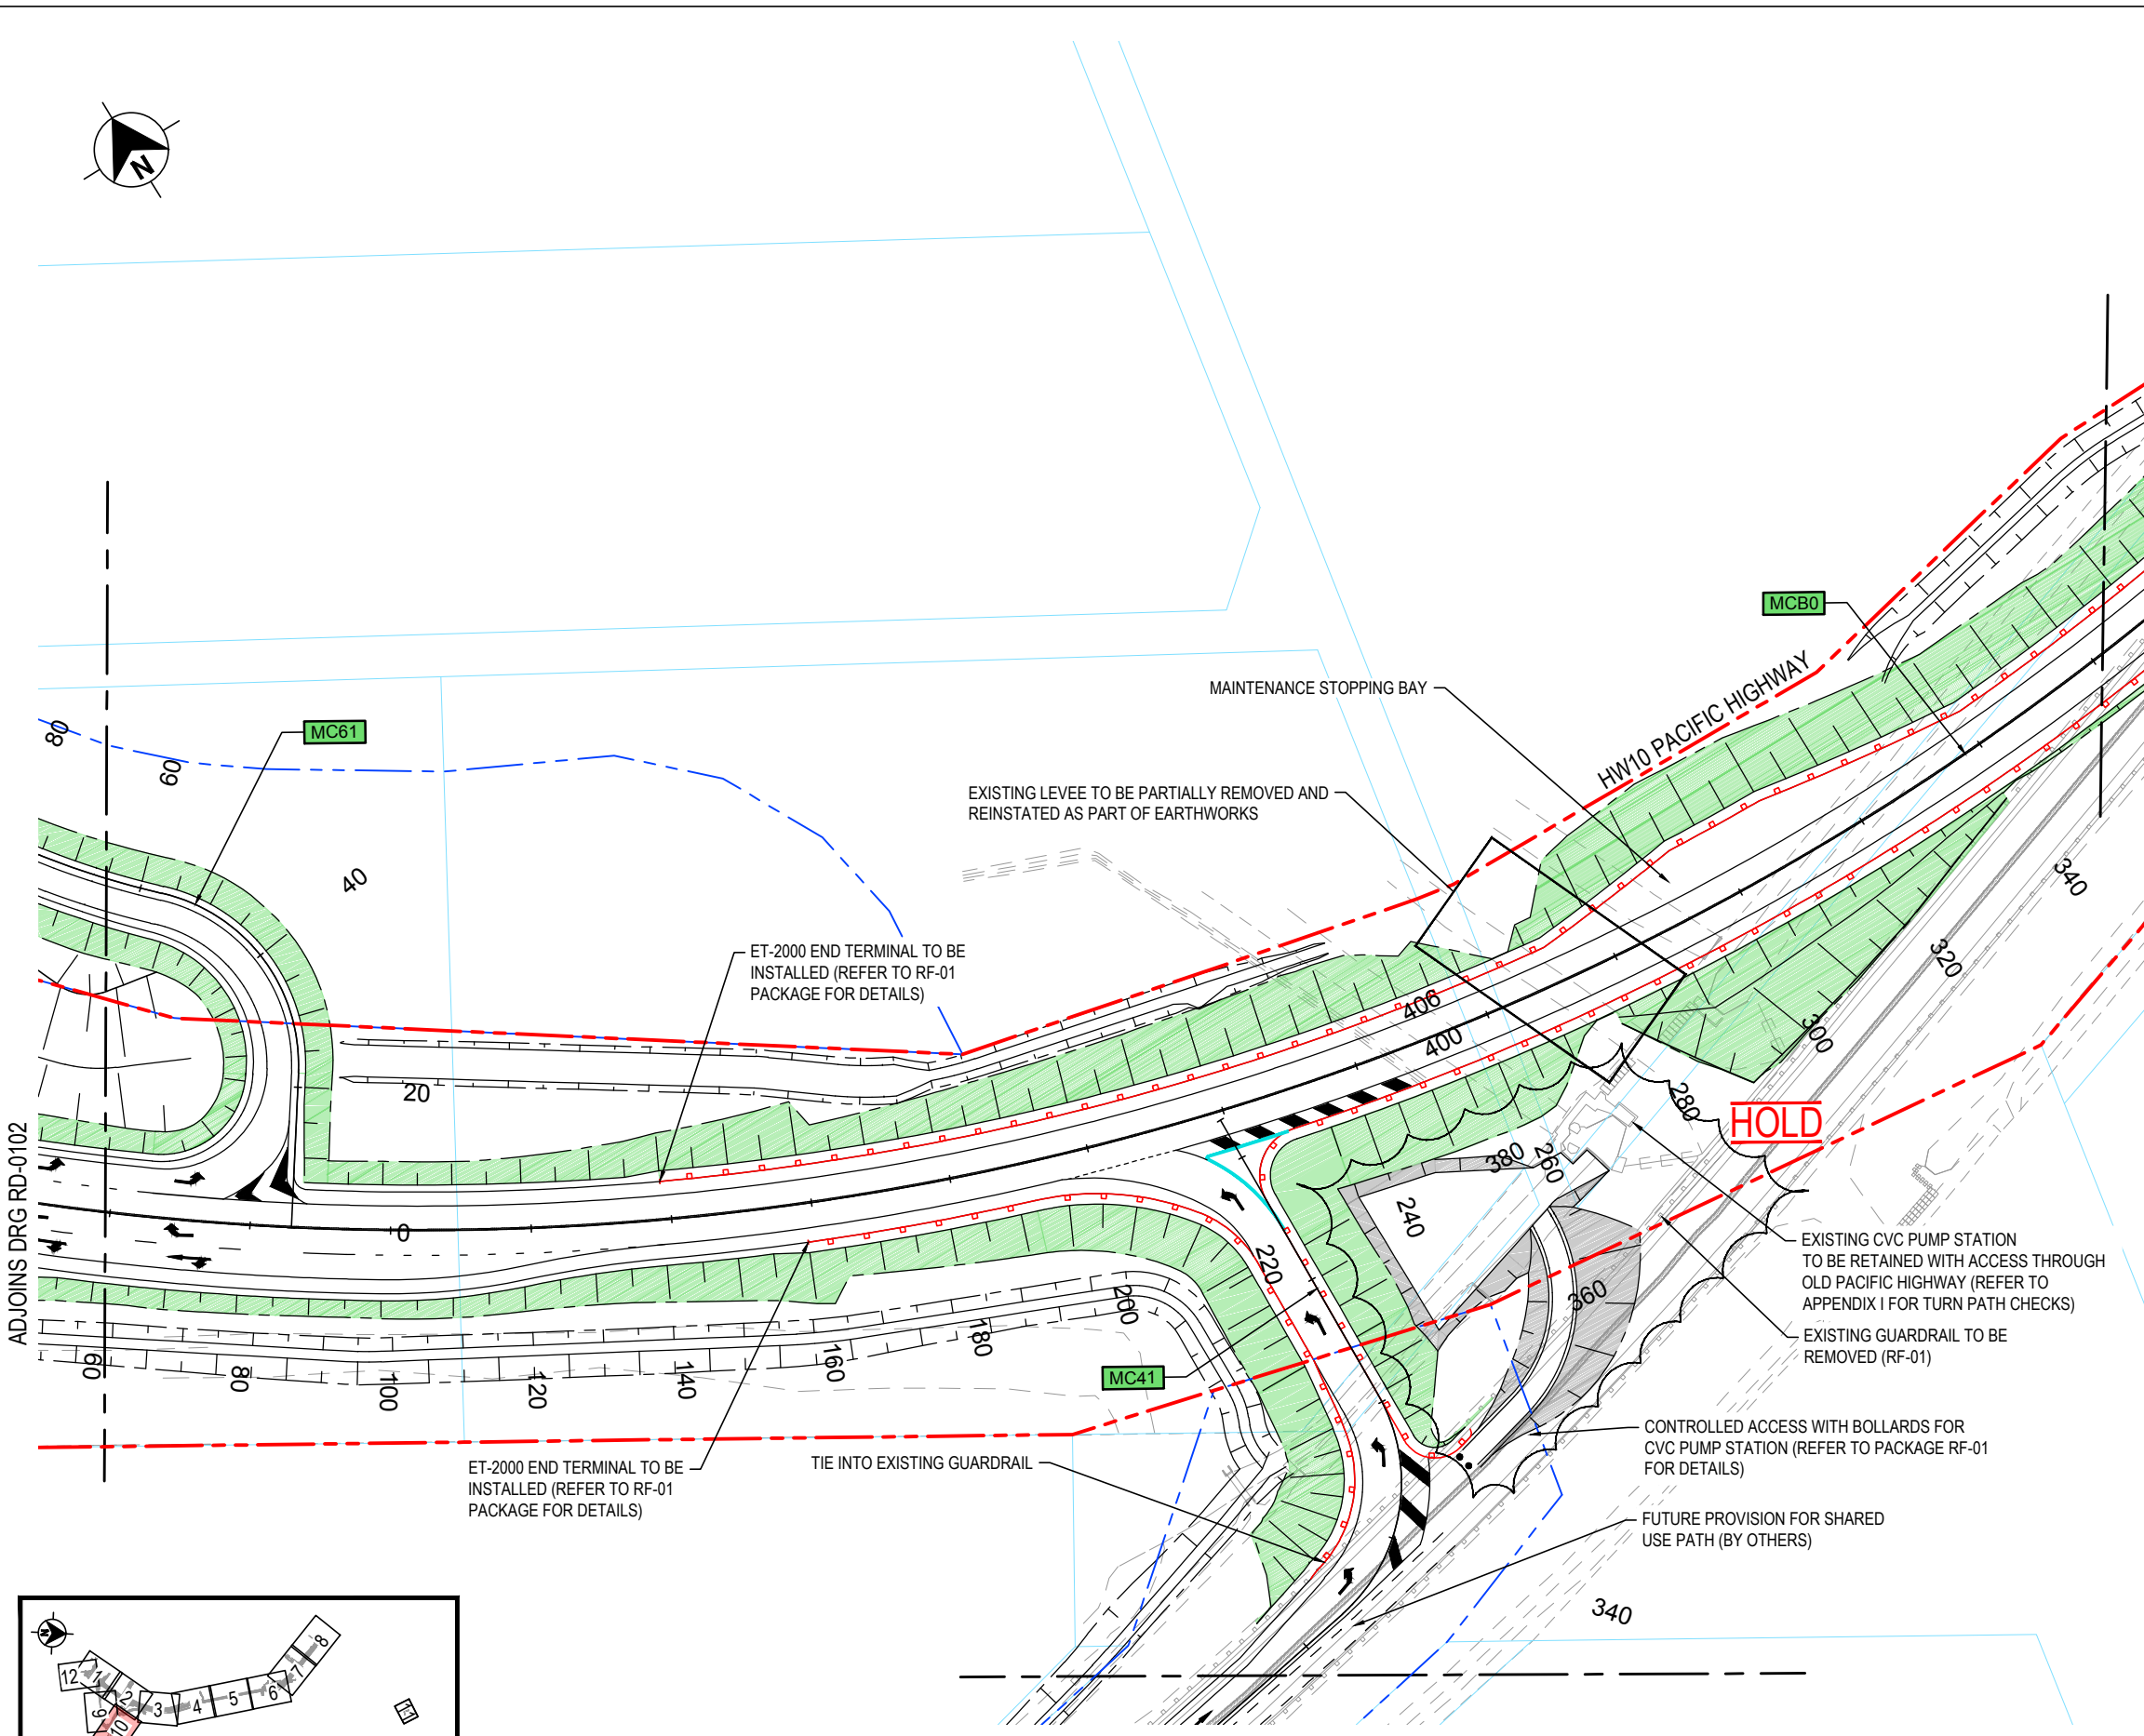 N
HW10 PACIFIC HIGHWAY
MCB0
MAINTENANCE STOPPING BAY
MC61
80
60
40
20
0
EXISTING LEVEE TO BE PARTIALLY REMOVED AND
REINSTATED AS PART OF EARTHWORKS
ET-2000 END TERMINAL TO BE
INSTALLED (REFER TO RF-01
PACKAGE FOR DETAILS)
406
400
340
320
300
280
HOLD
380
260
240
220
360
ADJOINS DRG RD-0102
EXISTING CVC PUMP STATION
TO BE RETAINED WITH ACCESS THROUGH
OLD PACIFIC HIGHWAY (REFER TO
APPENDIX I FOR TURN PATH CHECKS)
EXISTING GUARDRAIL TO BE
REMOVED (RF-01)
60
80
100
120
140
160
180
200
MC41
CONTROLLED ACCESS WITH BOLLARDS FOR
CVC PUMP STATION (REFER TO PACKAGE RF-01
FOR DETAILS)
ET-2000 END TERMINAL TO BE
INSTALLED (REFER TO RF-01
PACKAGE FOR DETAILS)
TIE INTO EXISTING GUARDRAIL
FUTURE PROVISION FOR SHARED
USE PATH (BY OTHERS)
340
N
12
1
2
3
4
5
6
7
8
9
10